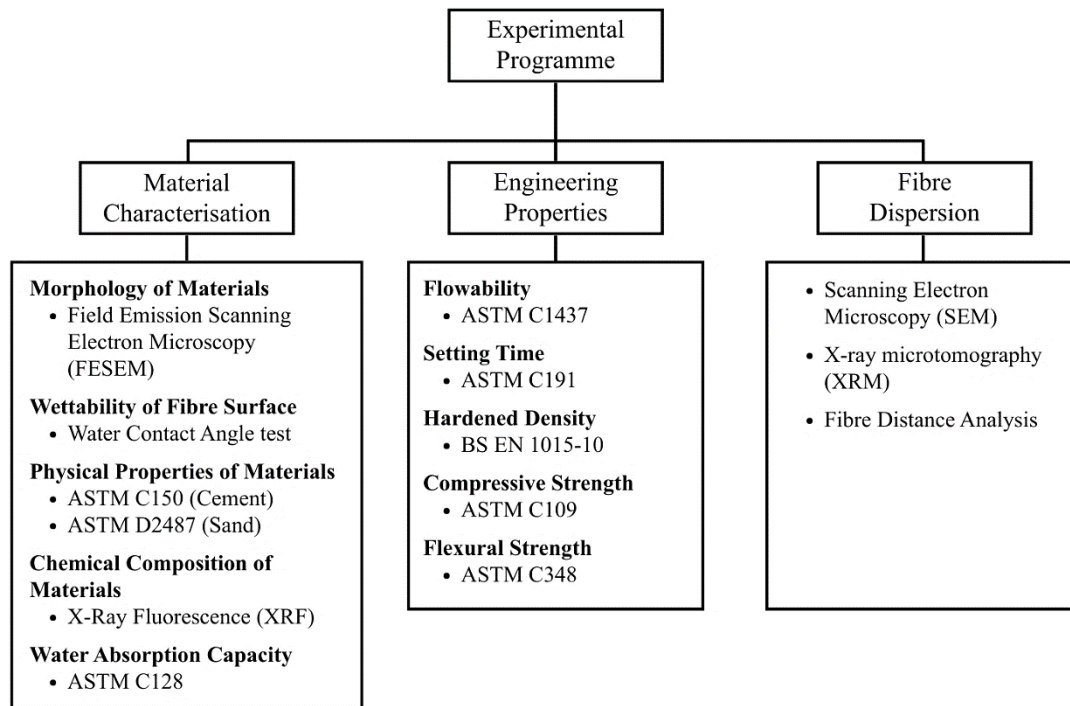 Experimental
Programme
Material
Characterisation
Engineering
Properties
Fibre
Dispersion
Morphology of Materials
• Field Emission Scanning
Electron Microscopy
(FESEM)
Wettability of Fibre Surface
• Water Contact Angle test
Physical Properties of Materials
• ASTM C150 (Cement)
• ASTM D2487 (Sand)
Chemical Composition of
Materials
• X-Ray Fluorescence (XRF)
Water Absorption Capacity
• ASTM C128
Flowability
• ASTM C1437
Setting Time
• ASTM C191
Hardened Density
• BS EN 1015-10
Compressive Strength
• ASTM C109
Flexural Strength
• ASTM C348
• Scanning Electron
Microscopy (SEM)
• X-ray microtomography
(XRM)
• Fibre Distance Analysis